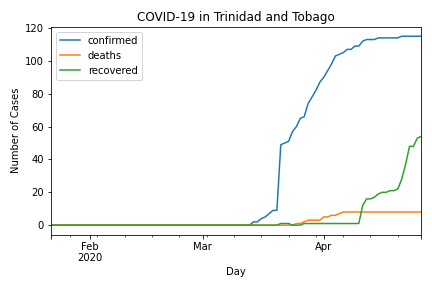 COVID-19 in Trinidad and Tobago
confirmed
deaths
recovered
Number of Cases
120
100
80
60
40
20
0
Feb
2020
Mar
Apr
Day